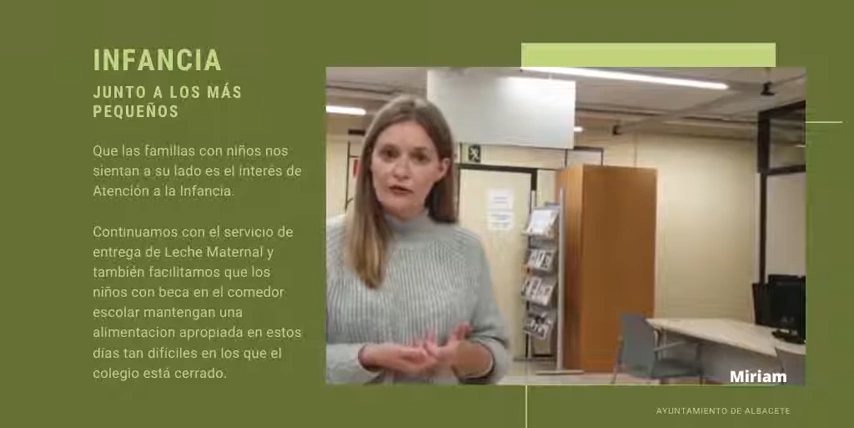 INFANCIA
JUNTO A LOS MÁS
PEQUEÑOS
Que las familias con niños nos
sientan a su lado es el interés de
Atención a la Infancia.
Continuamos con el servicio de
entrega de Leche Maternal y
también facilitamos que los
niños con beca en el comedor
escolar mantengan una
alimentacion apropiada en estos
días tan difíciles en los que el
colegio está cerrado.
Miriam
AYUNTAMIENTO DE ALBACETE